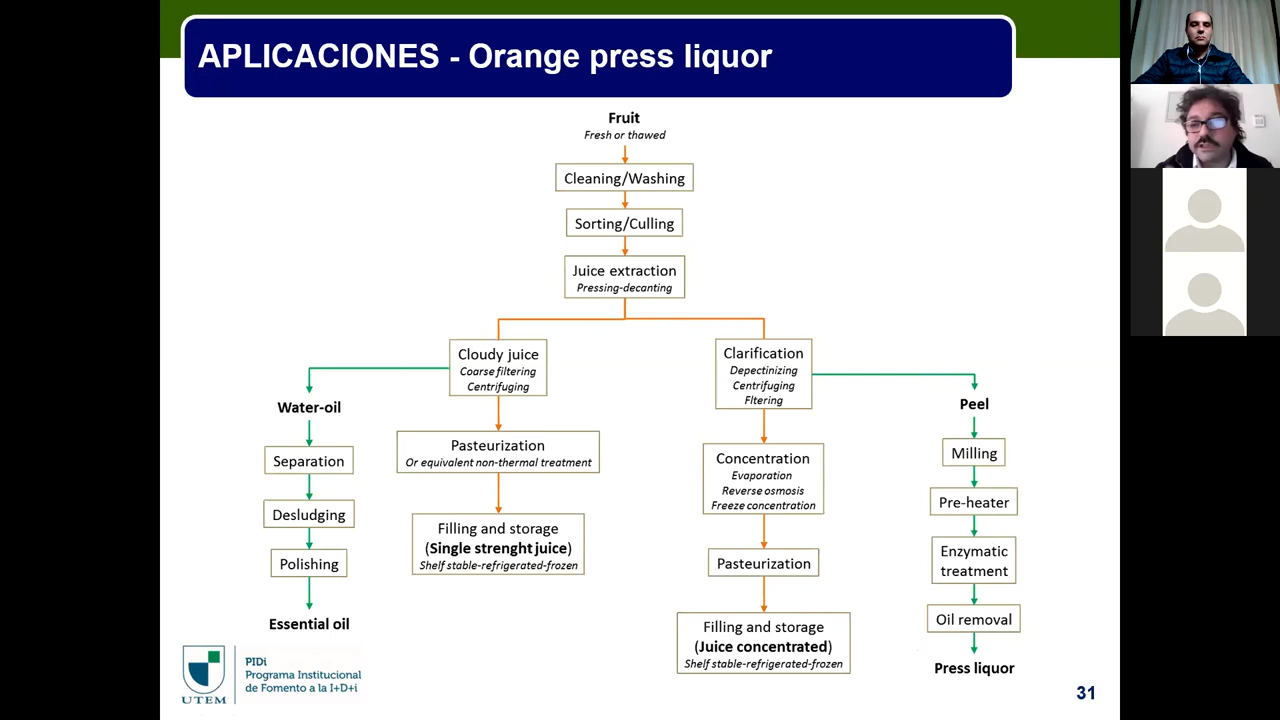 APLICACIONES - Orange press liquor
Fruit
Fresh or thawed
Cleaning/Washing
Sorting/Culling
Juice extraction
Pressing-decanting
Cloudy juice
Coarse filtering
Centrifuging
Clarification
Depectinizing
Centrifuging
Fltering
Water-oil
Separation
Desludging
Polishing
Essential oil
Pasteurization
Or equivalent non-thermal treatment
Filling and storage
(Single strenght juice)
Shelf stable-refrigerated-frozen
Concentration
Evaporation
Reverse osmosis
Freeze concentration
Pasteurization
Filling and storage
(Juice concentrated)
Shelf stable-refrigerated-frozen
Peel
Milling
Pre-heater
Enzymatic
treatment
Oil removal
Press liquor
UTEM
PIDi
Programa Institucional
de Fomento a la I+D+i
31